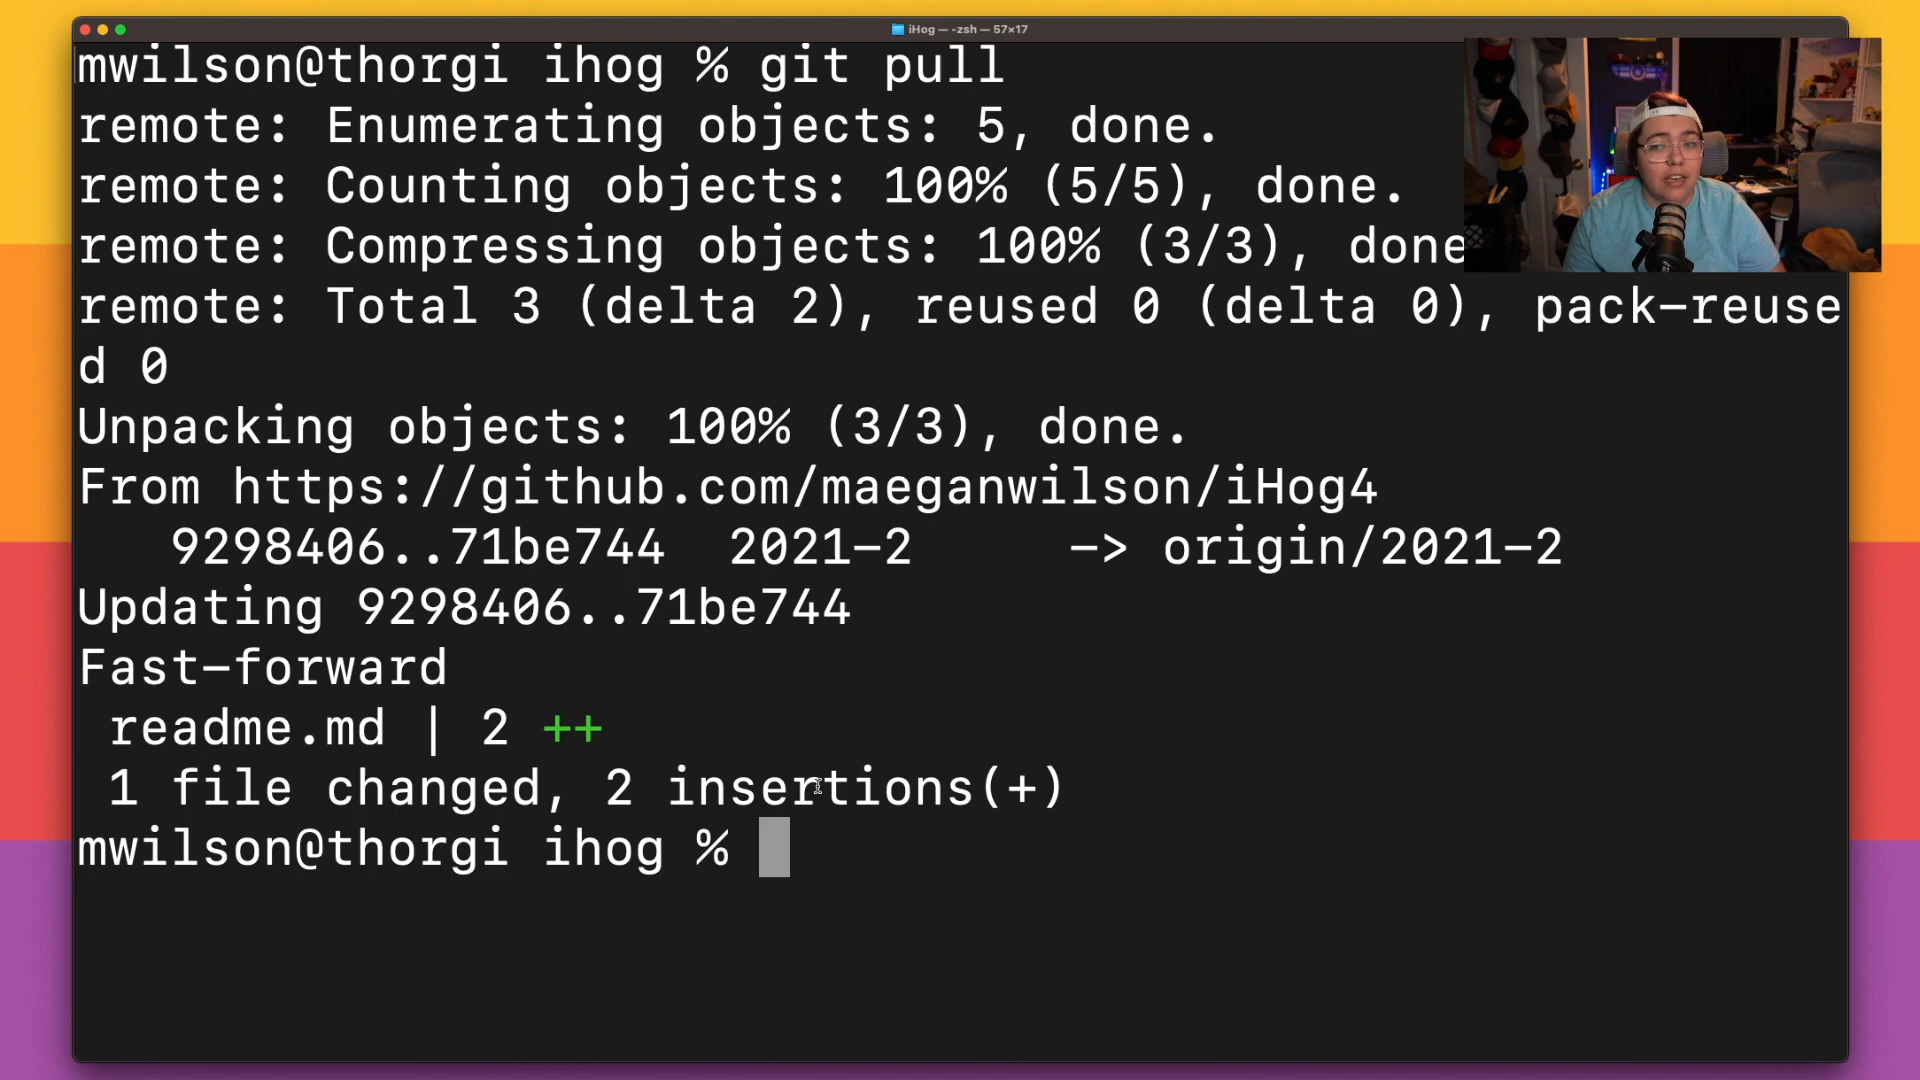 iHog — -zsh — 57×17
mwilson@thorgi ihog % git pull
remote: Enumerating objects: 5, done.
remote: Counting objects: 100% (5/5), done.
remote: Compressing objects: 100% (3/3), done
remote: Total 3 (delta 2), reused 0 (delta 0), pack-reuse
d 0
Unpacking objects: 100% (3/3), done.
From https://github.com/maeganwilson/iHog4
   9298406..71be744  2021-2     -> origin/2021-2
Updating 9298406..71be744
Fast-forward
 readme.md | 2 ++
 1 file changed, 2 insertions(+)
mwilson@thorgi ihog %